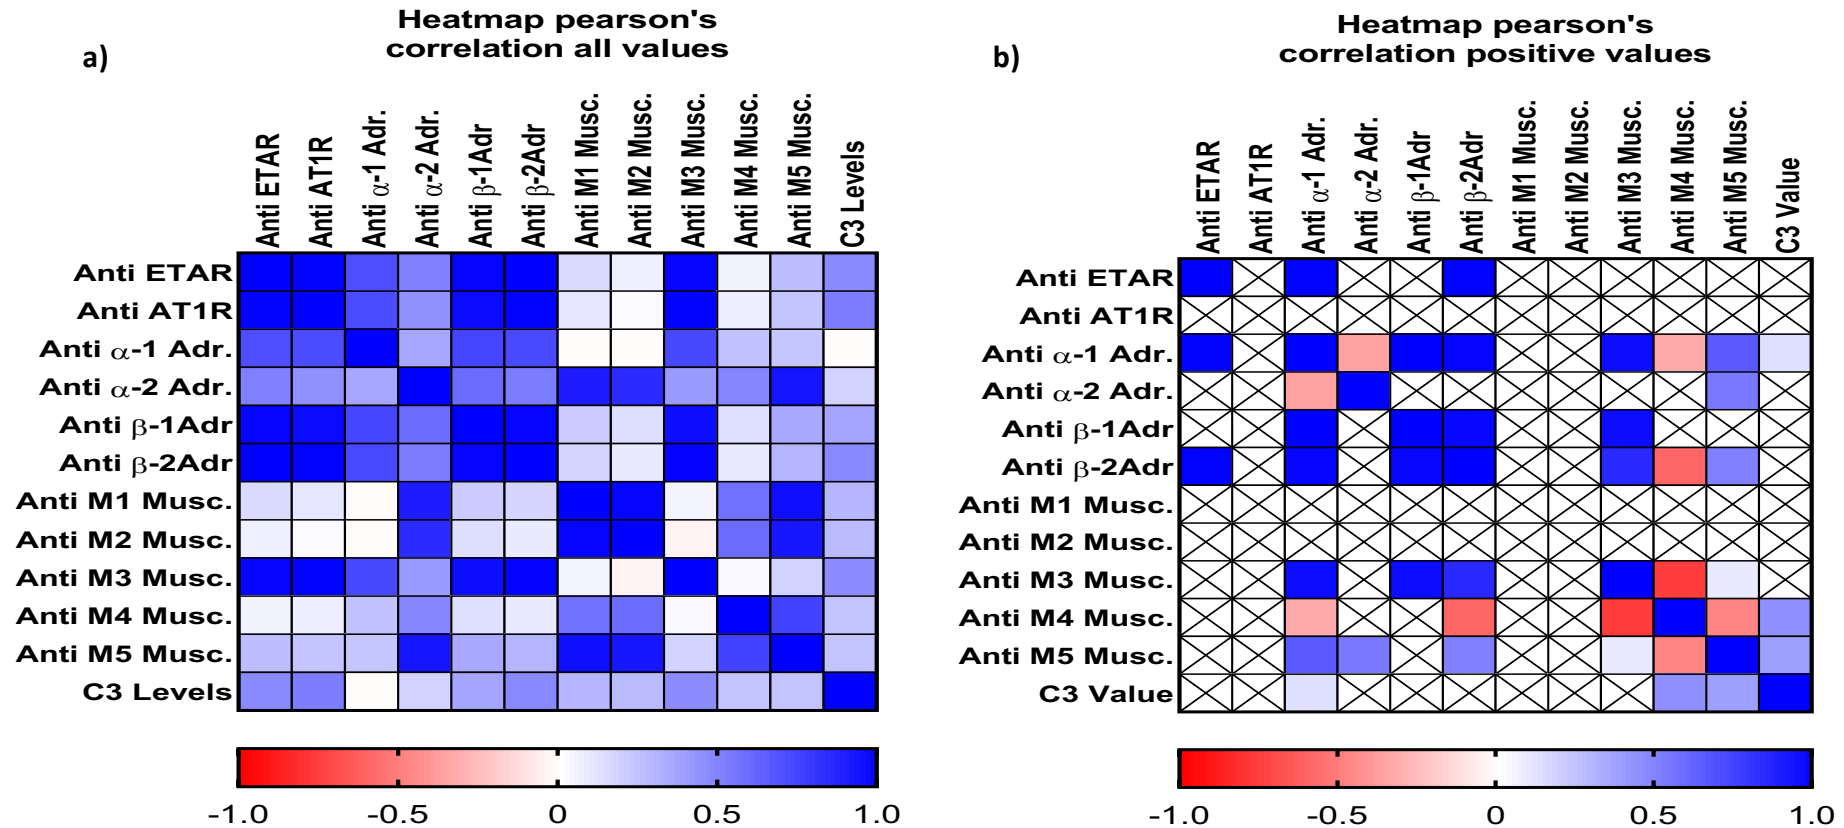 a)
Heatmap pearson's
correlation all values
Anti ETAR
Anti AT1R
Anti α-1 Adr.
Anti α-2 Adr.
Anti β-1Adr
Anti β-2Adr
Anti M1 Musc.
Anti M2 Musc.
Anti M3 Musc.
Anti M4 Musc.
Anti M5 Musc.
C3 Levels
Anti ETAR
Anti AT1R
Anti α-1 Adr.
Anti α-2 Adr.
Anti β-1Adr
Anti β-2Adr
Anti M1 Musc.
Anti M2 Musc.
Anti M3 Musc.
Anti M4 Musc.
Anti M5 Musc.
C3 Levels
-1.0 -0.5 0 0.5 1.0
b)
Heatmap pearson's
correlation positive values
Anti ETAR
Anti AT1R
Anti α-1 Adr.
Anti α-2 Adr.
Anti β-1Adr
Anti β-2Adr
Anti M1 Musc.
Anti M2 Musc.
Anti M3 Musc.
Anti M4 Musc.
Anti M5 Musc.
C3 Value
Anti ETAR
Anti AT1R
Anti α-1 Adr.
Anti α-2 Adr.
Anti β-1Adr
Anti β-2Adr
Anti M1 Musc.
Anti M2 Musc.
Anti M3 Musc.
Anti M4 Musc.
Anti M5 Musc.
C3 Value
-1.0 -0.5 0 0.5 1.0